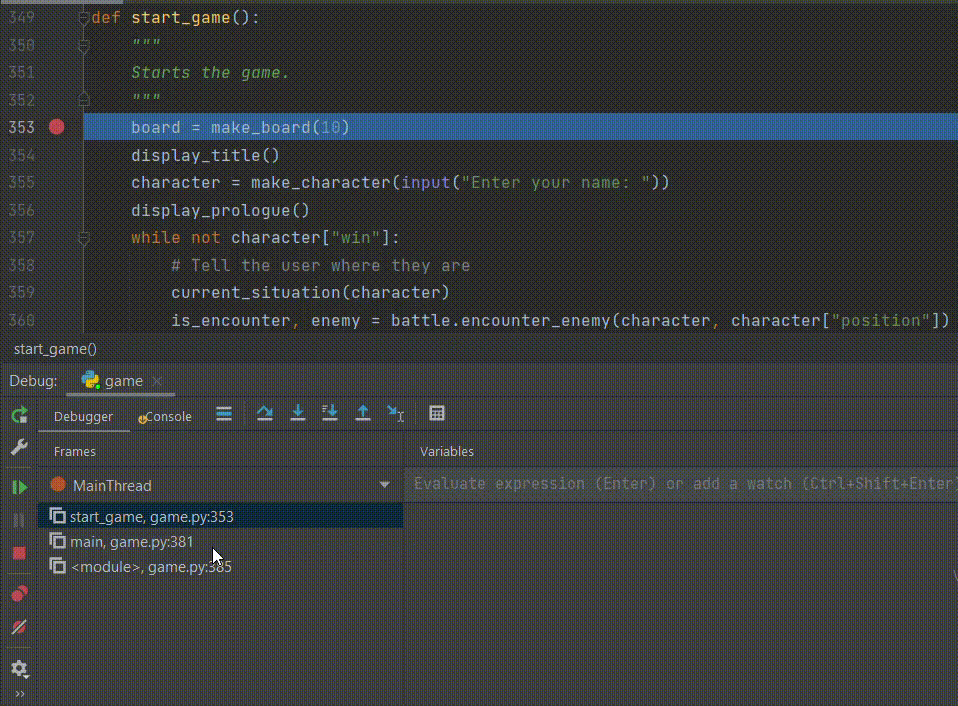 349 def start_game():
350 """
351 Starts the game.
352 """
353 board = make_board(10)
354 display_title()
355 character = make_character(input("Enter your name: "))
356 display_prologue()
357 while not character["win"]:
358 # Tell the user where they are
359 current_situation(character)
360 is_encounter, enemy = battle.encounter_enemy(character, character["position"])
start_game()
Debug: game
Debugger Console
Frames Variables
MainThread Evaluate expression (Enter) or add a watch (Ctrl+Shift+Enter)
start_game, game.py:353
main, game.py:381
<module>, game.py:385